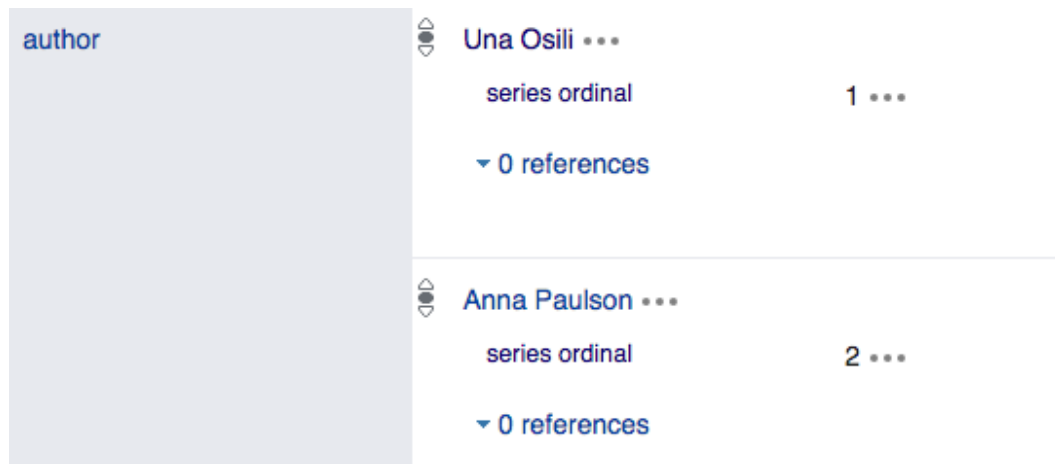 author
Una Osili •••
series ordinal 1 •••
0 references
Anna Paulson •••
series ordinal 2 •••
0 references